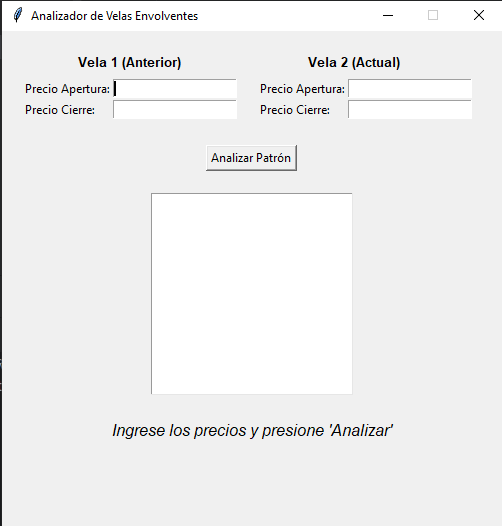 Analizador de Velas Envolventes
Vela 1 (Anterior) Vela 2 (Actual)
Precio Apertura: Precio Apertura:
Precio Cierre: Precio Cierre:
Analizar Patrón
Ingrese los precios y presione 'Analizar'